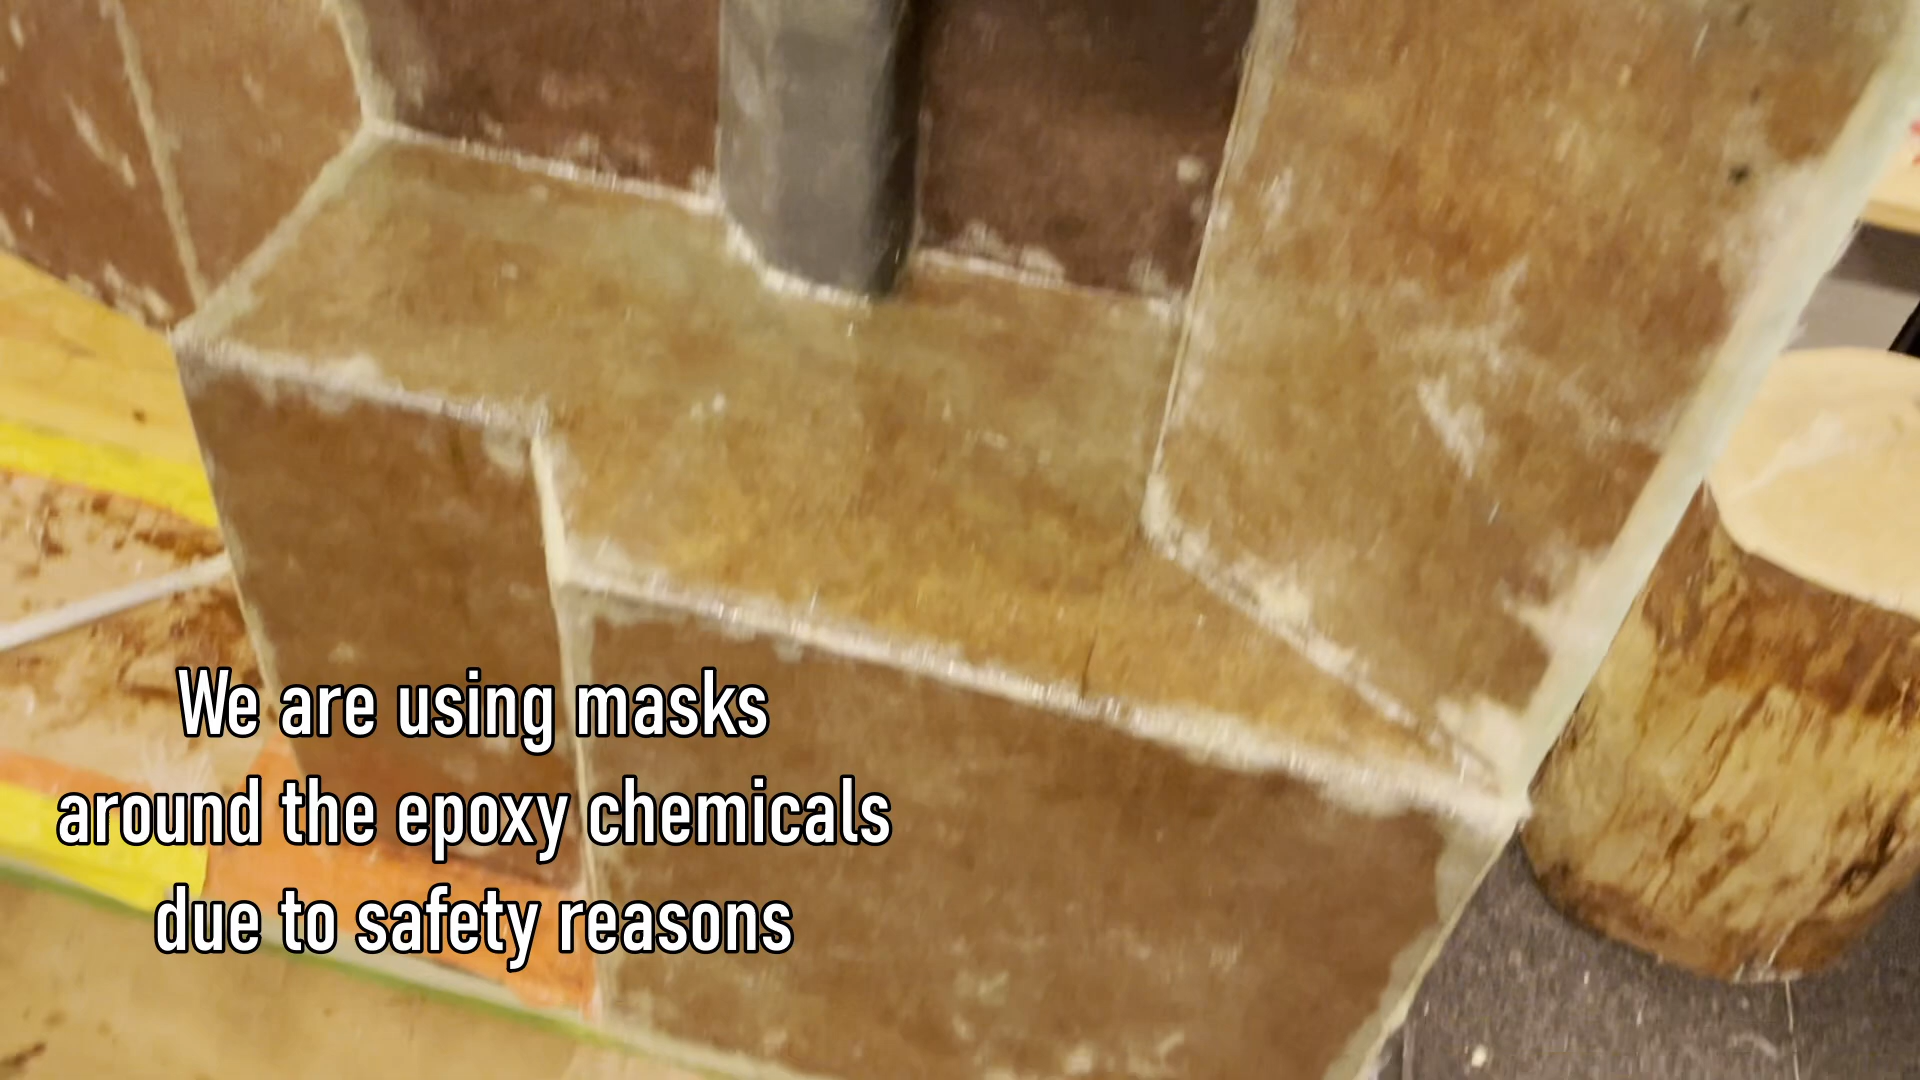 We are using masks
around the epoxy chemicals
due to safety reasons